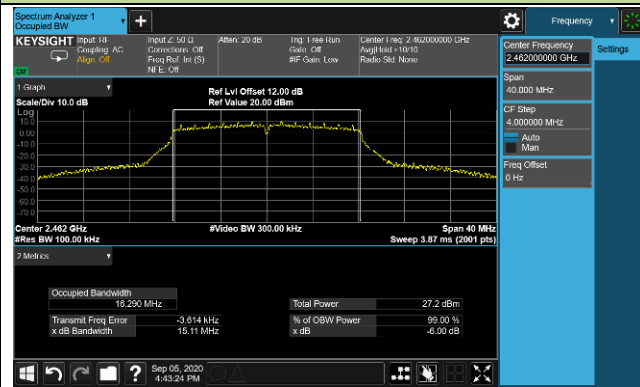 Spectrum Analyzer 1
Occupied BW
Frequency
KEYSIGHT
Input: RF
Coupling: AC
Align: Off
Input Z: 50 Ω
Corrections: Off
Freq Ref: Int (S)
NFE: Off
Atten: 20 dB
Trig: Free Run
Gate: Off
#IF Gain: Low
Center Freq: 2.462000000 GHz
Avg|Hold >10/10
Radio Std: None
Center Frequency
2.462000000 GHz
Settings
Span
40.000 MHz
CF Step
4.000000 MHz
Auto
Man
Freq Offset
0 Hz
1 Graph
Scale/Div 10.0 dB
Ref Lvl Offset 12.00 dB
Ref Value 20.00 dBm
Log
10.0
0.00
-10.0
-20.0
-30.0
-40.0
-50.0
-60.0
-70.0
Center 2.462 GHz
#Res BW 100.00 kHz
#Video BW 300.00 kHz
Span 40 MHz
Sweep 3.87 ms (2001 pts)
2 Metrics
Occupied Bandwidth
16.290 MHz
Total Power 27.2 dBm
Transmit Freq Error -3.614 kHz
% of OBW Power 99.00 %
x dB Bandwidth 15.11 MHz
x dB -6.00 dB
?
Sep 05, 2020
4:43:24 PM